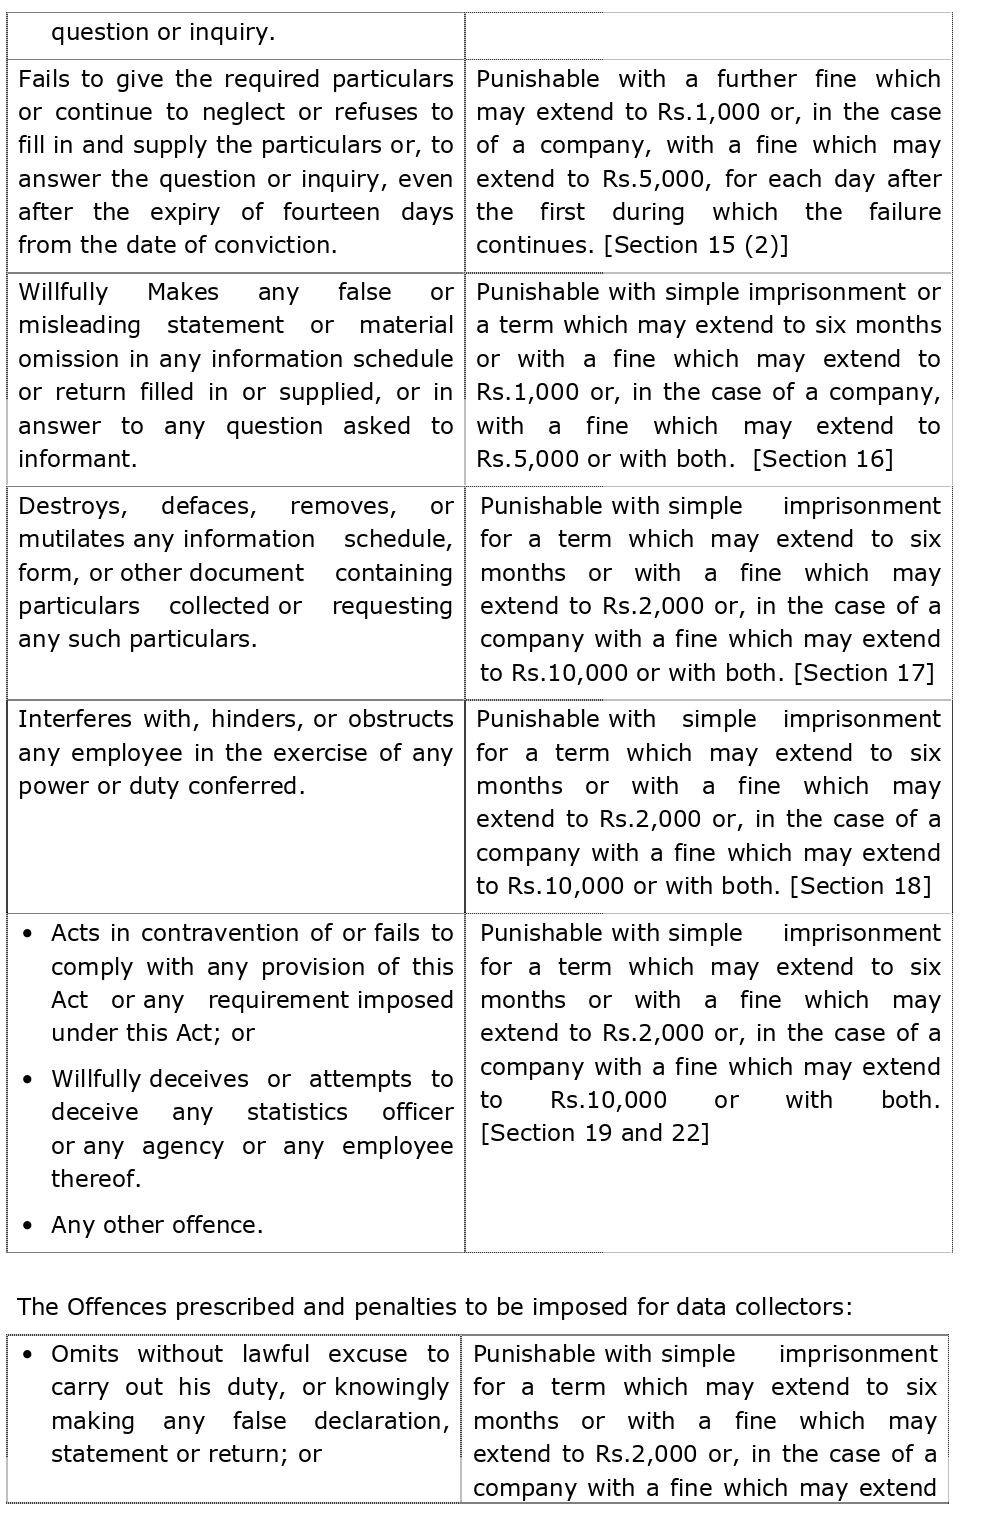 question or inquiry.
Fails to give the required particulars
or continue to neglect or refuses to
fill in and supply the particulars or, to
answer the question or inquiry, even
after the expiry of fourteen days
from the date of conviction.
Punishable with a further fine which
may extend to Rs.1,000 or, in the case
of a company, with a fine which may
extend to Rs.5,000, for each day after
the first during which the failure
continues. [Section 15 (2)]
Willfully Makes any false or
misleading statement or material
omission in any information schedule
or return filled in or supplied, or in
answer to any question asked to
informant.
Punishable with simple imprisonment or
a term which may extend to six months
or with a fine which may extend to
Rs.1,000 or, in the case of a company,
with a fine which may extend to
Rs.5,000 or with both. [Section 16]
Destroys, defaces, removes, or
mutilates any information schedule,
form, or other document containing
particulars collected or requesting
any such particulars.
Punishable with simple imprisonment
for a term which may extend to six
months or with a fine which may
extend to Rs.2,000 or, in the case of a
company with a fine which may extend
to Rs.10,000 or with both. [Section 17]
Interferes with, hinders, or obstructs
any employee in the exercise of any
power or duty conferred.
Punishable with simple imprisonment
for a term which may extend to six
months or with a fine which may
extend to Rs.2,000 or, in the case of a
company with a fine which may extend
to Rs.10,000 or with both. [Section 18]
• Acts in contravention of or fails to
comply with any provision of this
Act or any requirement imposed
under this Act; or
• Willfully deceives or attempts to
deceive any statistics officer
or any agency or any employee
thereof.
• Any other offence.
Punishable with simple imprisonment
for a term which may extend to six
months or with a fine which may
extend to Rs.2,000 or, in the case of a
company with a fine which may extend
to Rs.10,000 or with both.
[Section 19 and 22]
The Offences prescribed and penalties to be imposed for data collectors:
• Omits without lawful excuse to
carry out his duty, or knowingly
making any false declaration,
statement or return; or
Punishable with simple imprisonment
for a term which may extend to six
months or with a fine which may
extend to Rs.2,000 or, in the case of a
company with a fine which may extend